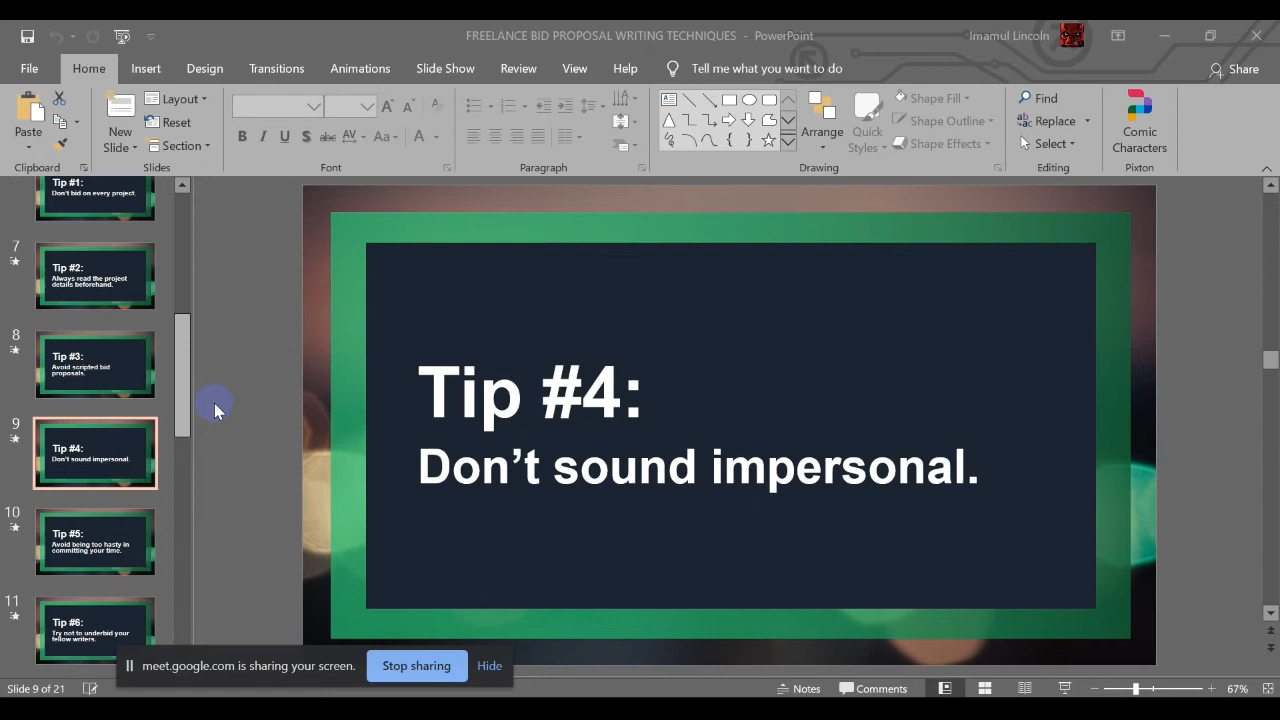 FREELANCE BID PROPOSAL WRITING TECHNIQUES - PowerPoint
Imamul Lincoln
File Home Insert Design Transitions Animations Slide Show Review View Help Tell me what you want to do Share
Paste
Clipboard
New
Slide
Layout
Reset
Section
Slides
B I U S abc AV Aa A
Font
Paragraph
Arrange
Quick
Styles
Shape Fill
Shape Outline
Shape Effects
Drawing
Find
Replace
Select
Editing
Comic
Characters
Pixton
Tip #1:
Don't bid on every project.
7
Tip #2:
Always read the project
details beforehand.
8
Tip #3:
Avoid scripted bid
proposals.
9
Tip #4:
Don't sound impersonal.
10
Tip #5:
Avoid being too hasty in
committing your time.
11
Tip #6:
Try not to underbid your
fellow writers.
Tip #4:
Don’t sound impersonal.
meet.google.com is sharing your screen. Stop sharing Hide
Slide 9 of 21
Notes Comments 67%